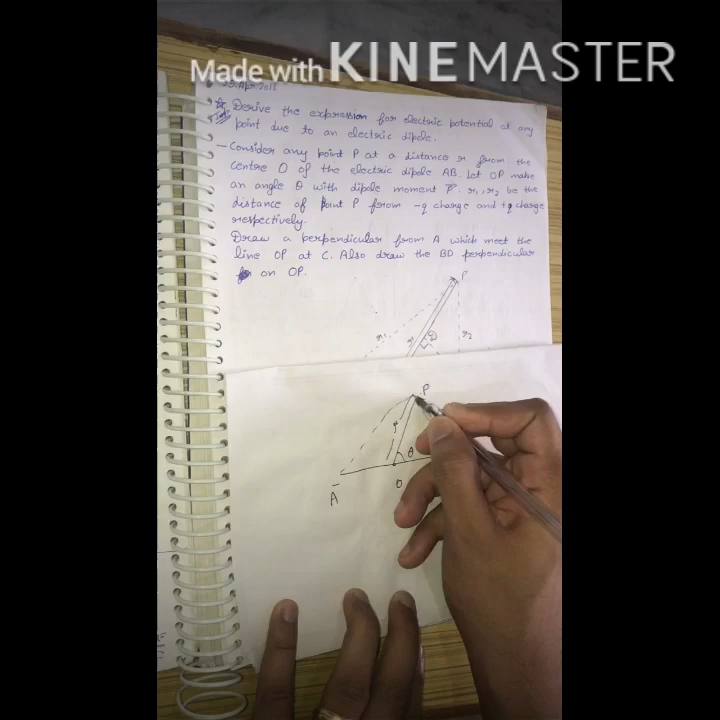 Made with KINEMASTER
Derive the expression for electric potential at any
point due to an electric dipole.
- Consider any point P at a distance r from the
centre O of the electric dipole AB. Let OP make
an angle θ with dipole moment P. r1, r2 be the
distance of point P from -q charge and +q charge
respectively.
Draw a perpendicular from A which meet the
line OP at C. Also draw the BD perpendicular
on OP.
P
r1
r
D
r2
P
r
θ
O
A